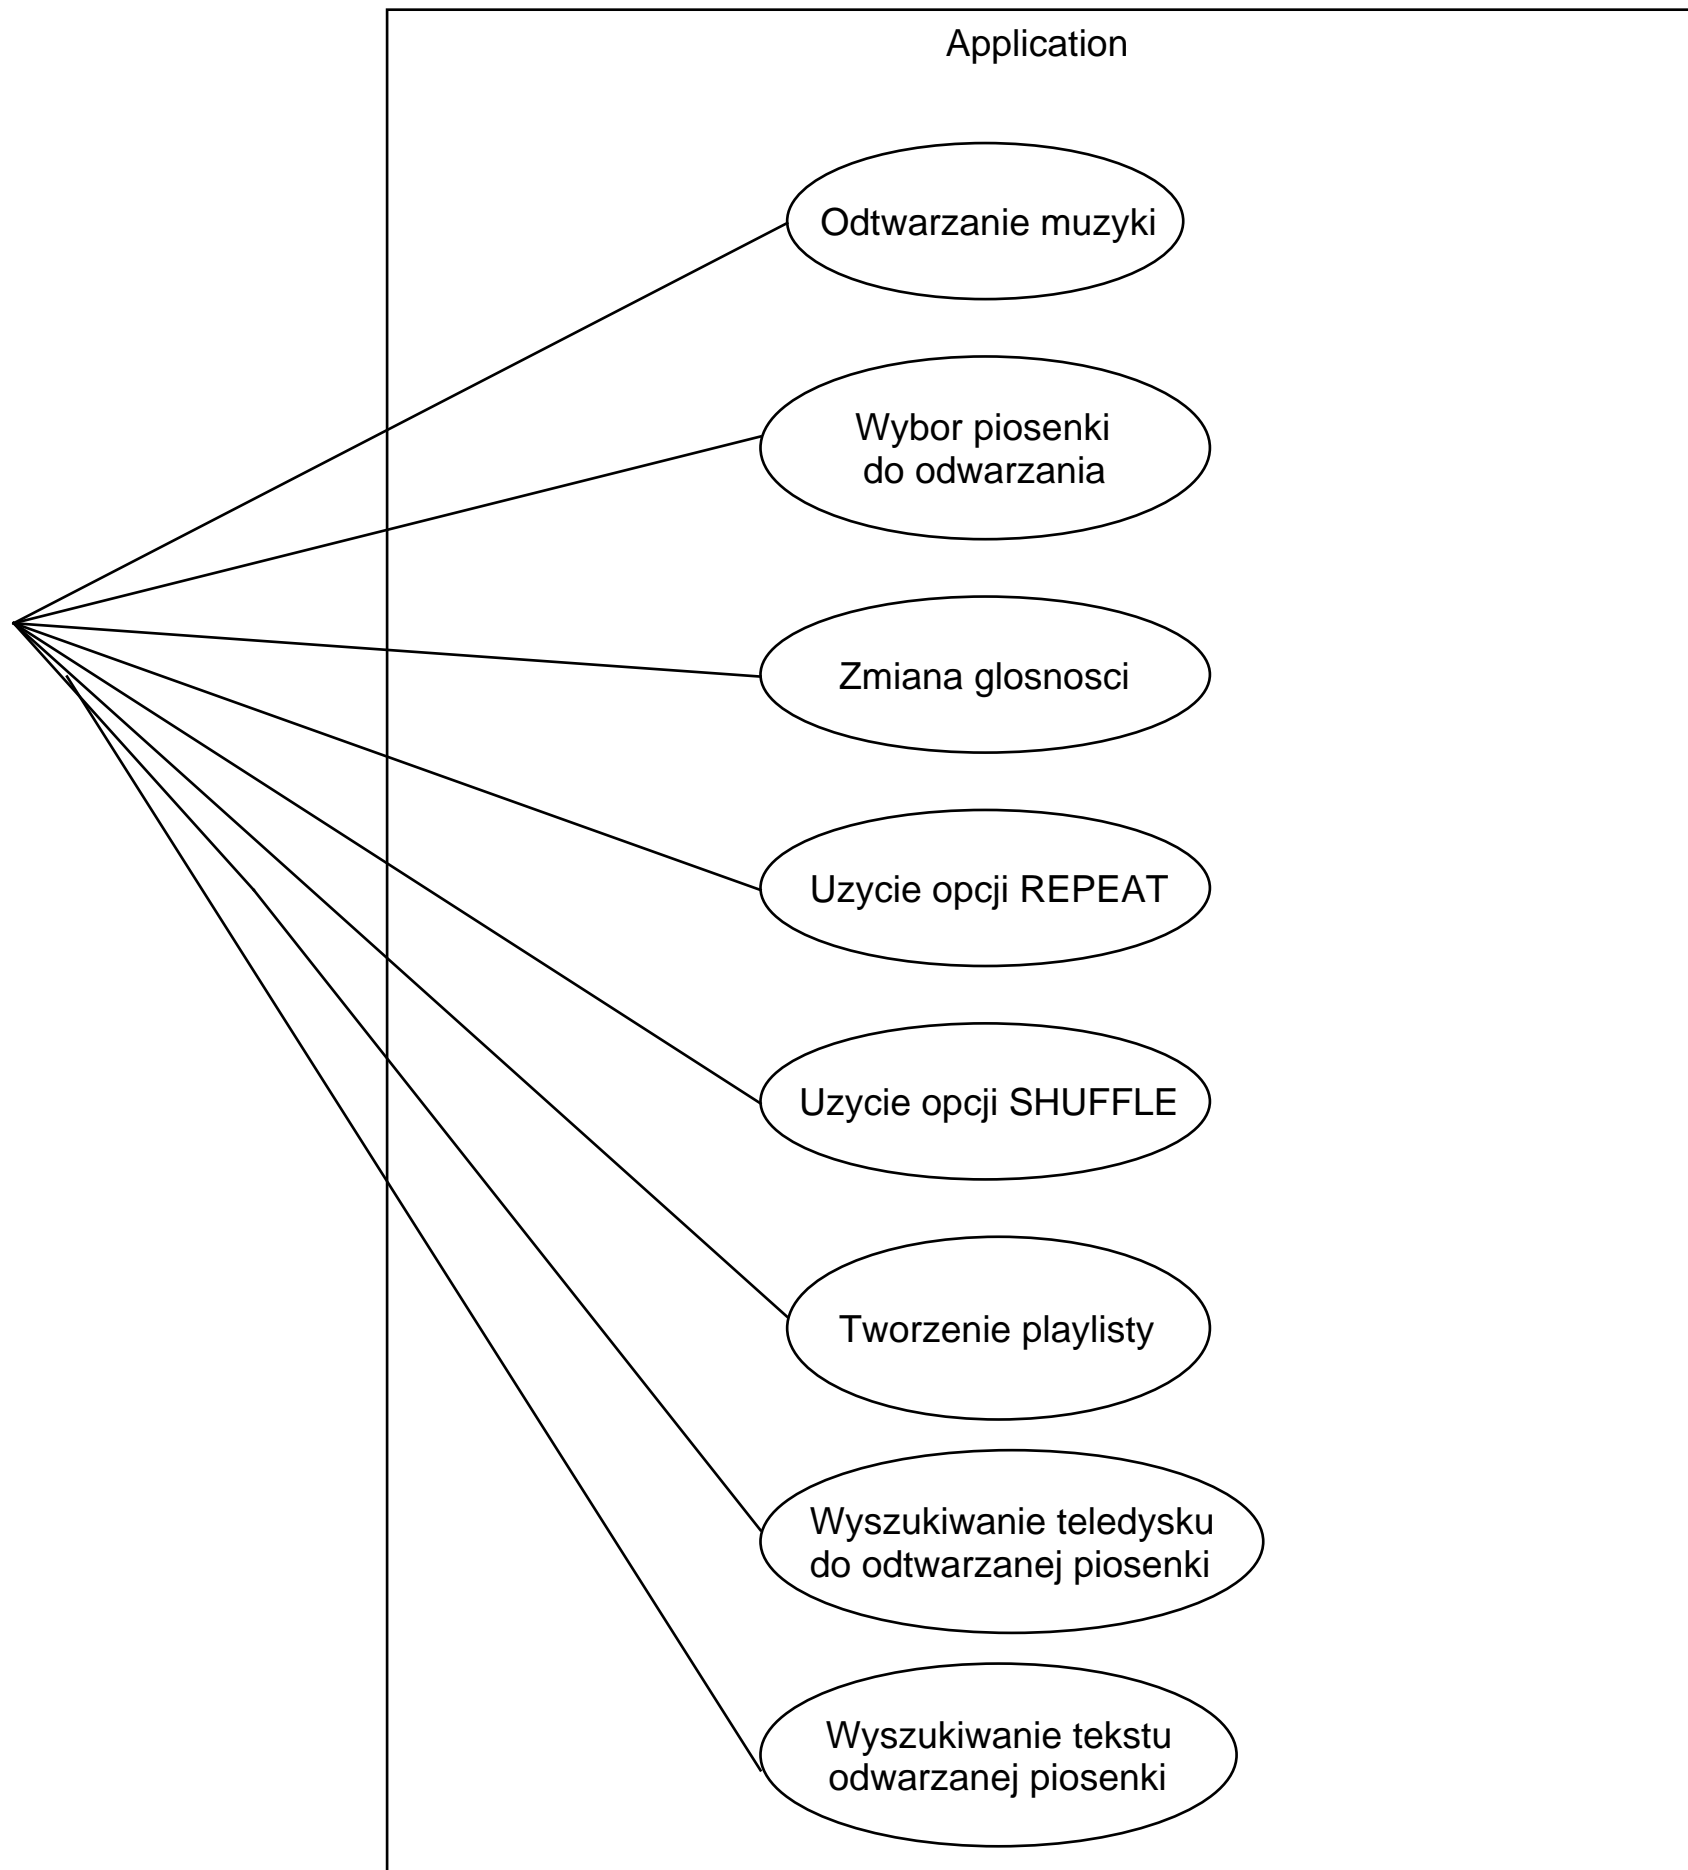 Application
Odtwarzanie muzyki
Wybor piosenki
do odwarzania
Zmiana glosnosci
Uzycie opcji REPEAT
Uzycie opcji SHUFFLE
Tworzenie playlisty
Wyszukiwanie teledysku
do odtwarzanej piosenki
Wyszukiwanie tekstu
odwarzanej piosenki